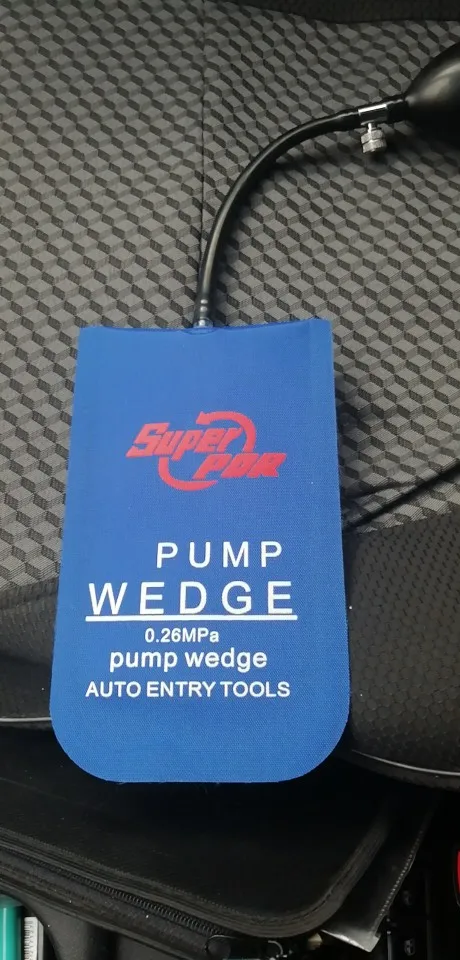 Super
PDR
PUMP
WEDGE
0.26MPa
pump wedge
AUTO ENTRY TOOLS